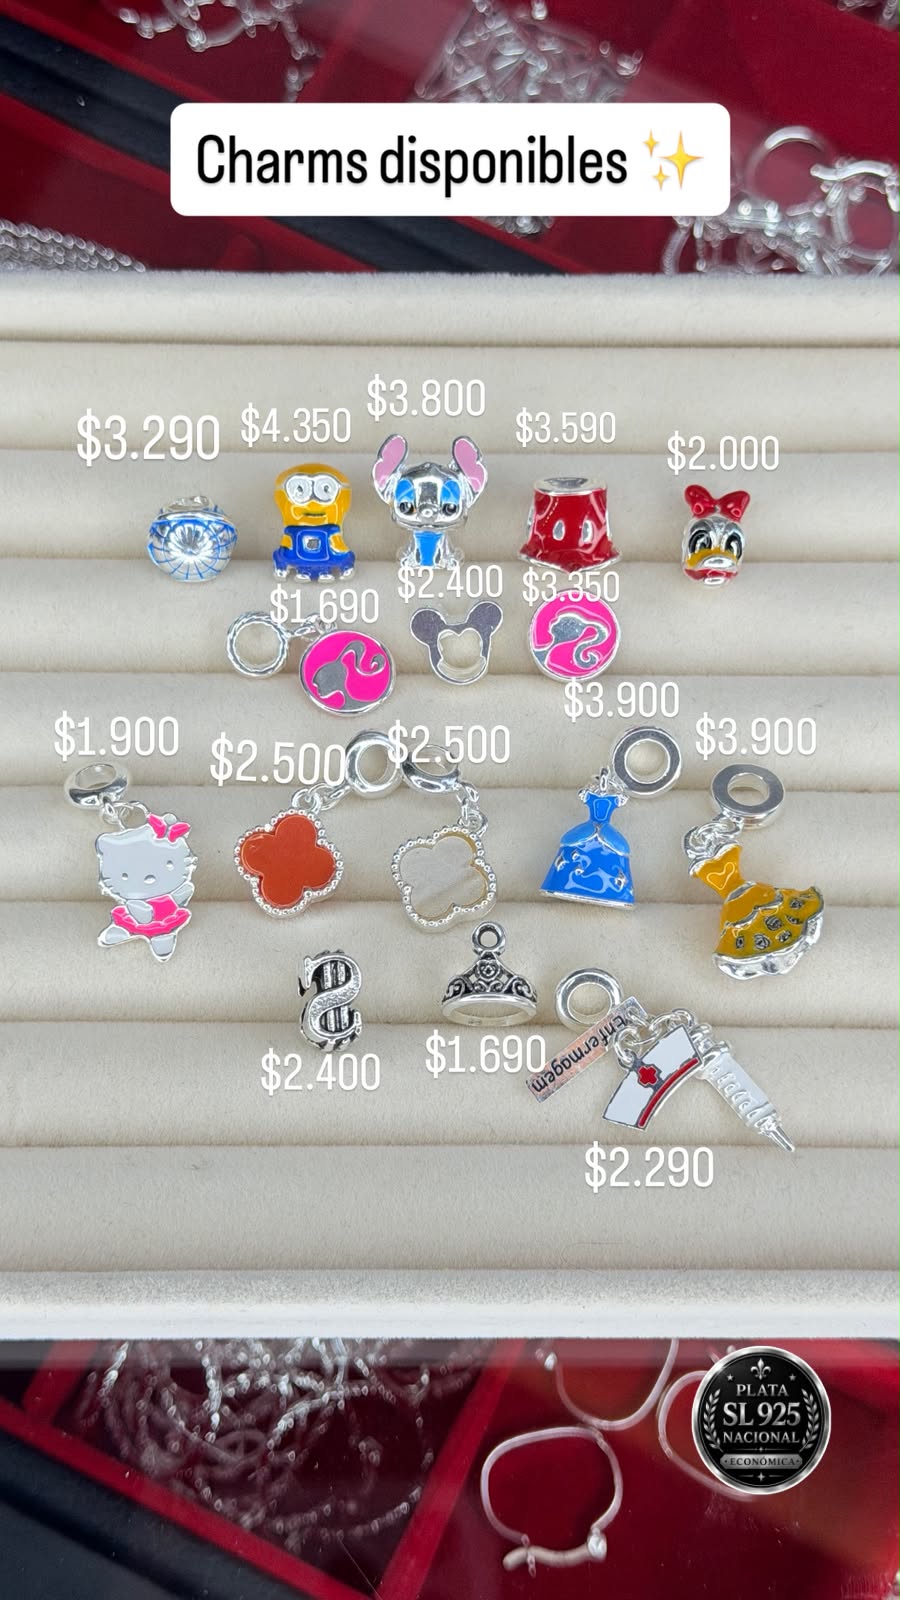 Charms disponibles ✨
$3.800
$3.290
$4.350
$3.590
$2.000
$2.400
$3.350
$1.690
$3.900
$1.900
$2.500
$2.500
$3.900
Enfermagem
$2.400
$1.690
$2.290
PLATA
SL 925
NACIONAL
ECONÓMICA